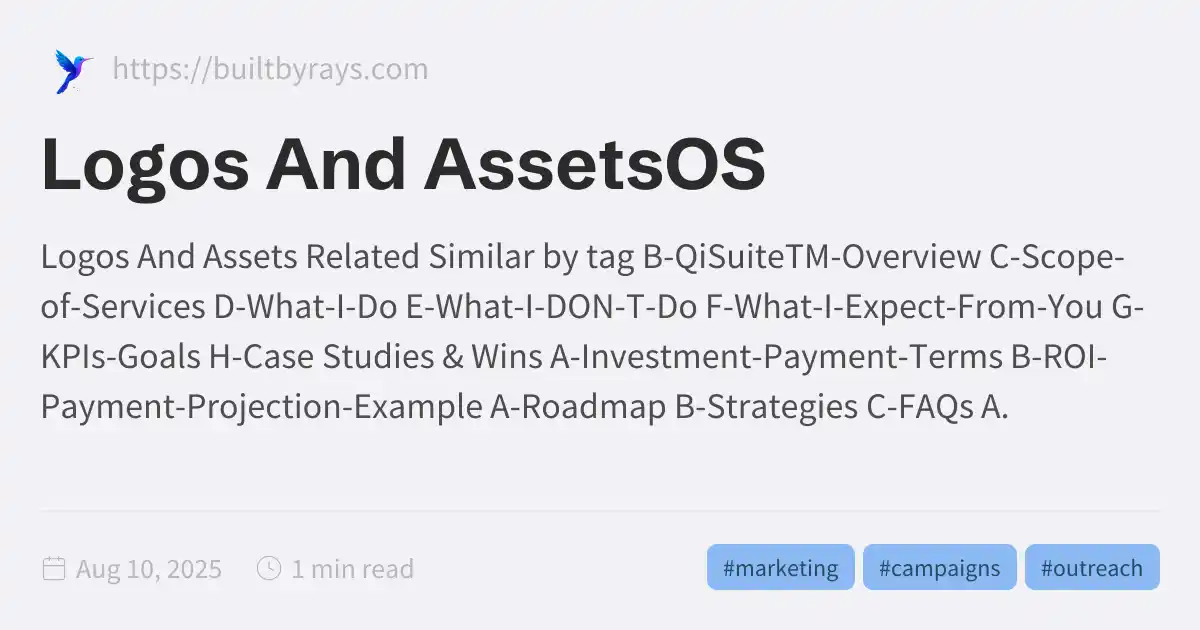 https://builtbyrays.com
Logos And AssetsOS
Logos And Assets Related Similar by tag B-QiSuiteTM-Overview C-Scope-
of-Services D-What-I-Do E-What-I-DON-T-Do F-What-I-Expect-From-You G-
KPIs-Goals H-Case Studies & Wins A-Investment-Payment-Terms B-ROI-
Payment-Projection-Example A-Roadmap B-Strategies C-FAQs A.
Aug 10, 2025 1 min read #marketing #campaigns #outreach